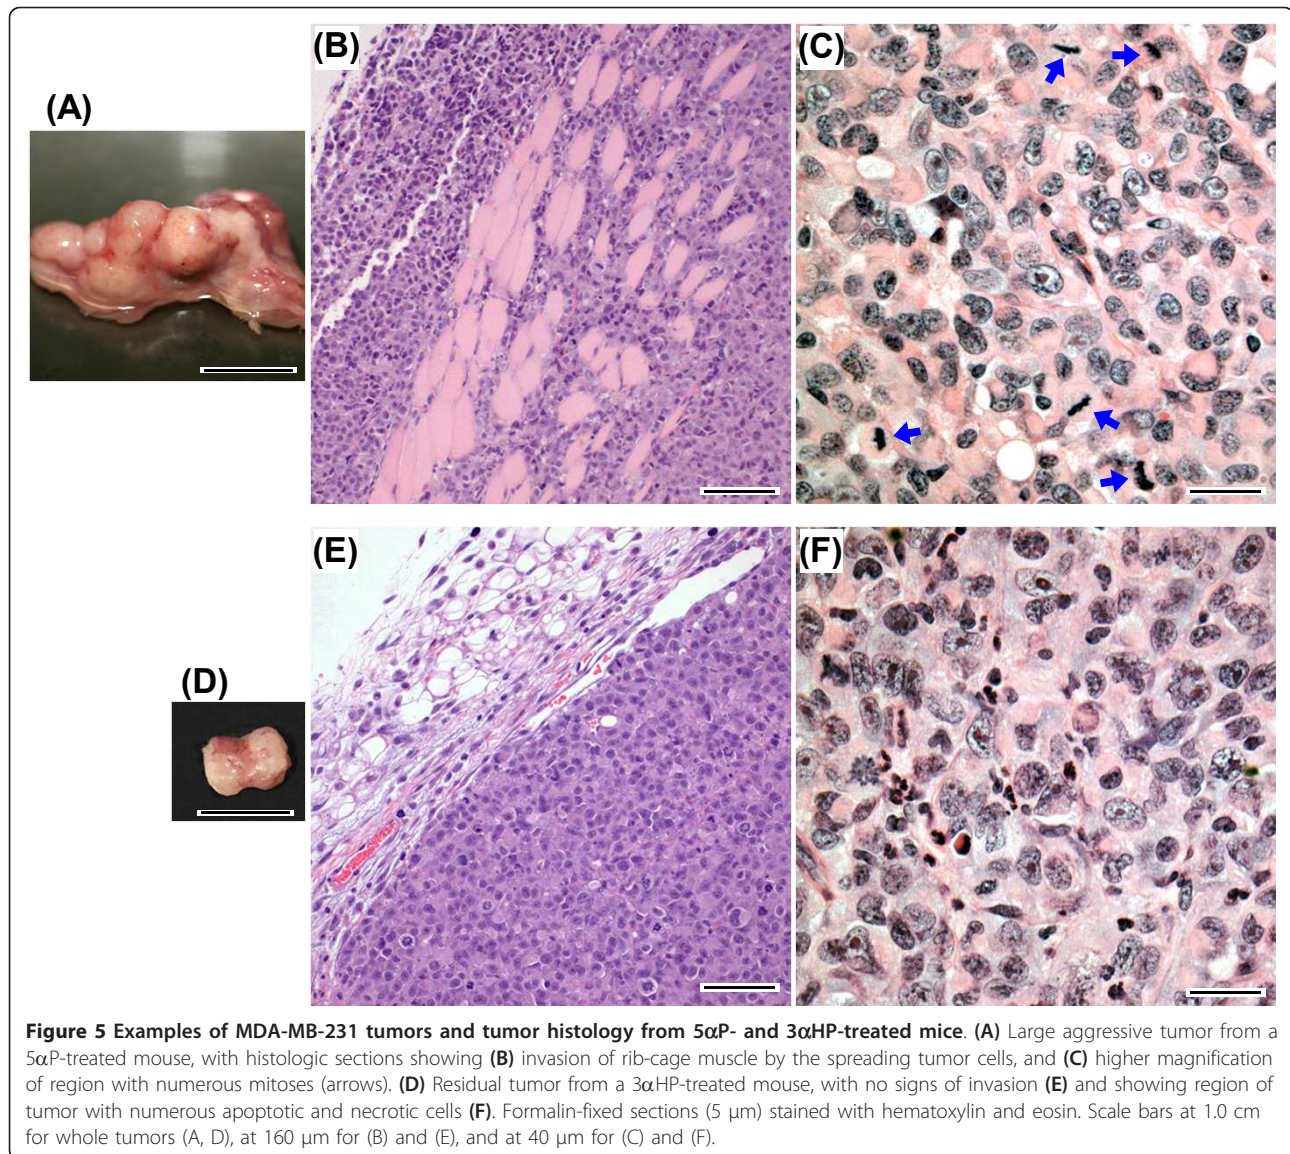 (A)
(B)
(C)
(D)
(E)
(F)
Figure 5 Examples of MDA-MB-231 tumors and tumor histology from 5αP- and 3αHP-treated mice. (A) Large aggressive tumor from a
5αP-treated mouse, with histologic sections showing (B) invasion of rib-cage muscle by the spreading tumor cells, and (C) higher magnification
of region with numerous mitoses (arrows). (D) Residual tumor from a 3αHP-treated mouse, with no signs of invasion (E) and showing region of
tumor with numerous apoptotic and necrotic cells (F). Formalin-fixed sections (5 μm) stained with hematoxylin and eosin. Scale bars at 1.0 cm
for whole tumors (A, D), at 160 μm for (B) and (E), and at 40 μm for (C) and (F).